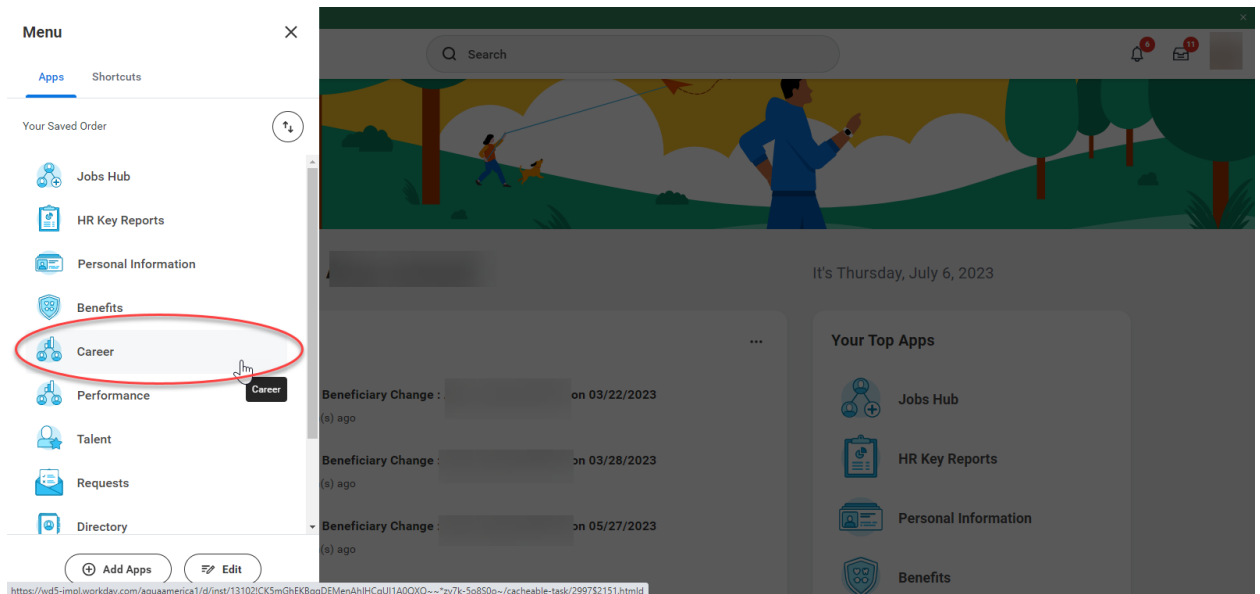 Menu
Search
6
11
Apps
Shortcuts
Your Saved Order
Jobs Hub
HR Key Reports
Personal Information
Benefits
Career
Career
Performance
Talent
Requests
Directory
Add Apps
Edit
It's Thursday, July 6, 2023
Beneficiary Change :
on 03/22/2023
(s) ago
Beneficiary Change :
on 03/28/2023
(s) ago
Beneficiary Change :
on 05/27/2023
(s) ago
Your Top Apps
Jobs Hub
HR Key Reports
Personal Information
Benefits